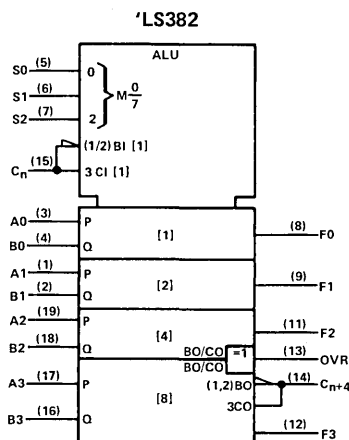 'LS382
ALU
S0 (5) 0
S1 (6) M 0/7
S2 (7) 2
(1/2) BI [1]
Cn (15) 3 CI [1]
A0 (3) P [1] (8) F0
B0 (4) Q
A1 (1) P [2] (9) F1
B1 (2) Q
A2 (19) P [4] (11) F2
B2 (18) Q BO/CO =1 (13) OVR
BO/CO
A3 (17) P [8] (1,2)BO (14) Cn+4
3CO
B3 (16) Q (12) F3